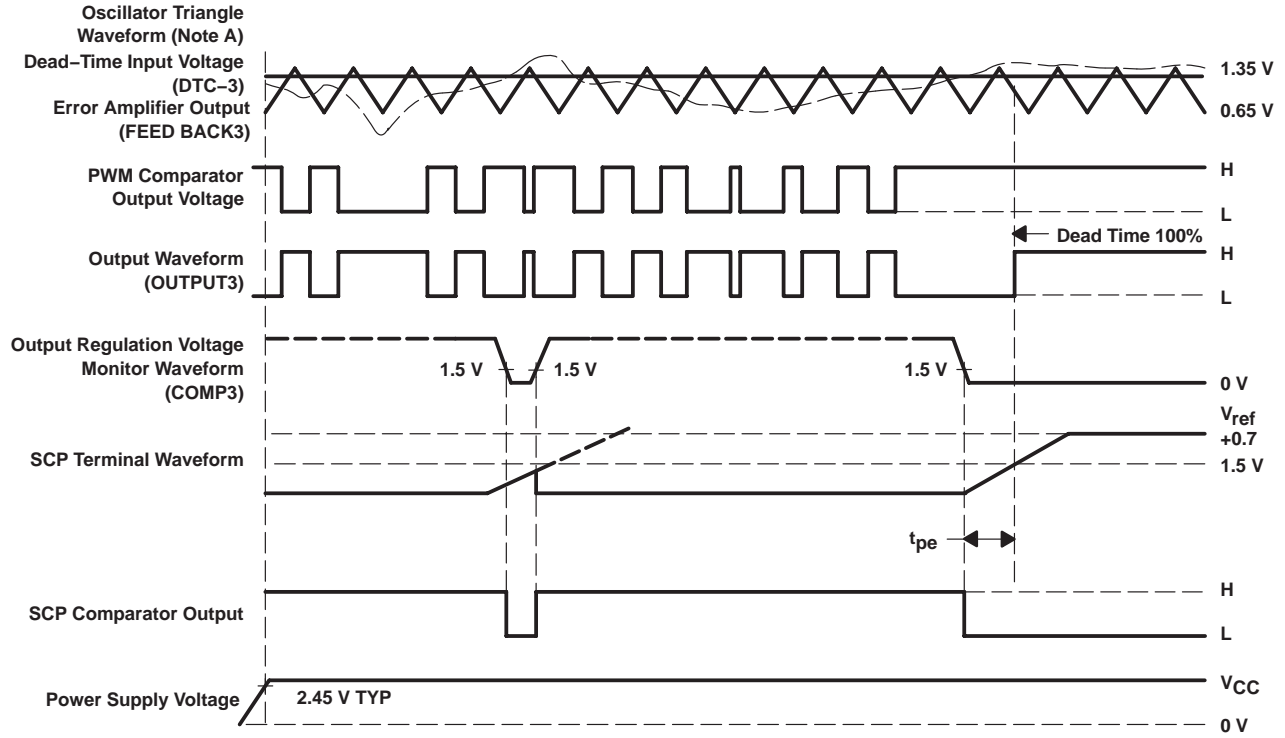 Oscillator Triangle
Waveform (Note A)
Dead−Time Input Voltage
(DTC−3)
Error Amplifier Output
(FEED BACK3)
1.35 V
0.65 V
PWM Comparator
Output Voltage
H
L
Dead Time 100%
Output Waveform
(OUTPUT3)
H
L
Output Regulation Voltage
Monitor Waveform
(COMP3)
1.5 V
1.5 V
1.5 V
0 V
SCP Terminal Waveform
Vref
+0.7
1.5 V
tpe
SCP Comparator Output
H
L
Power Supply Voltage
2.45 V TYP
VCC
0 V